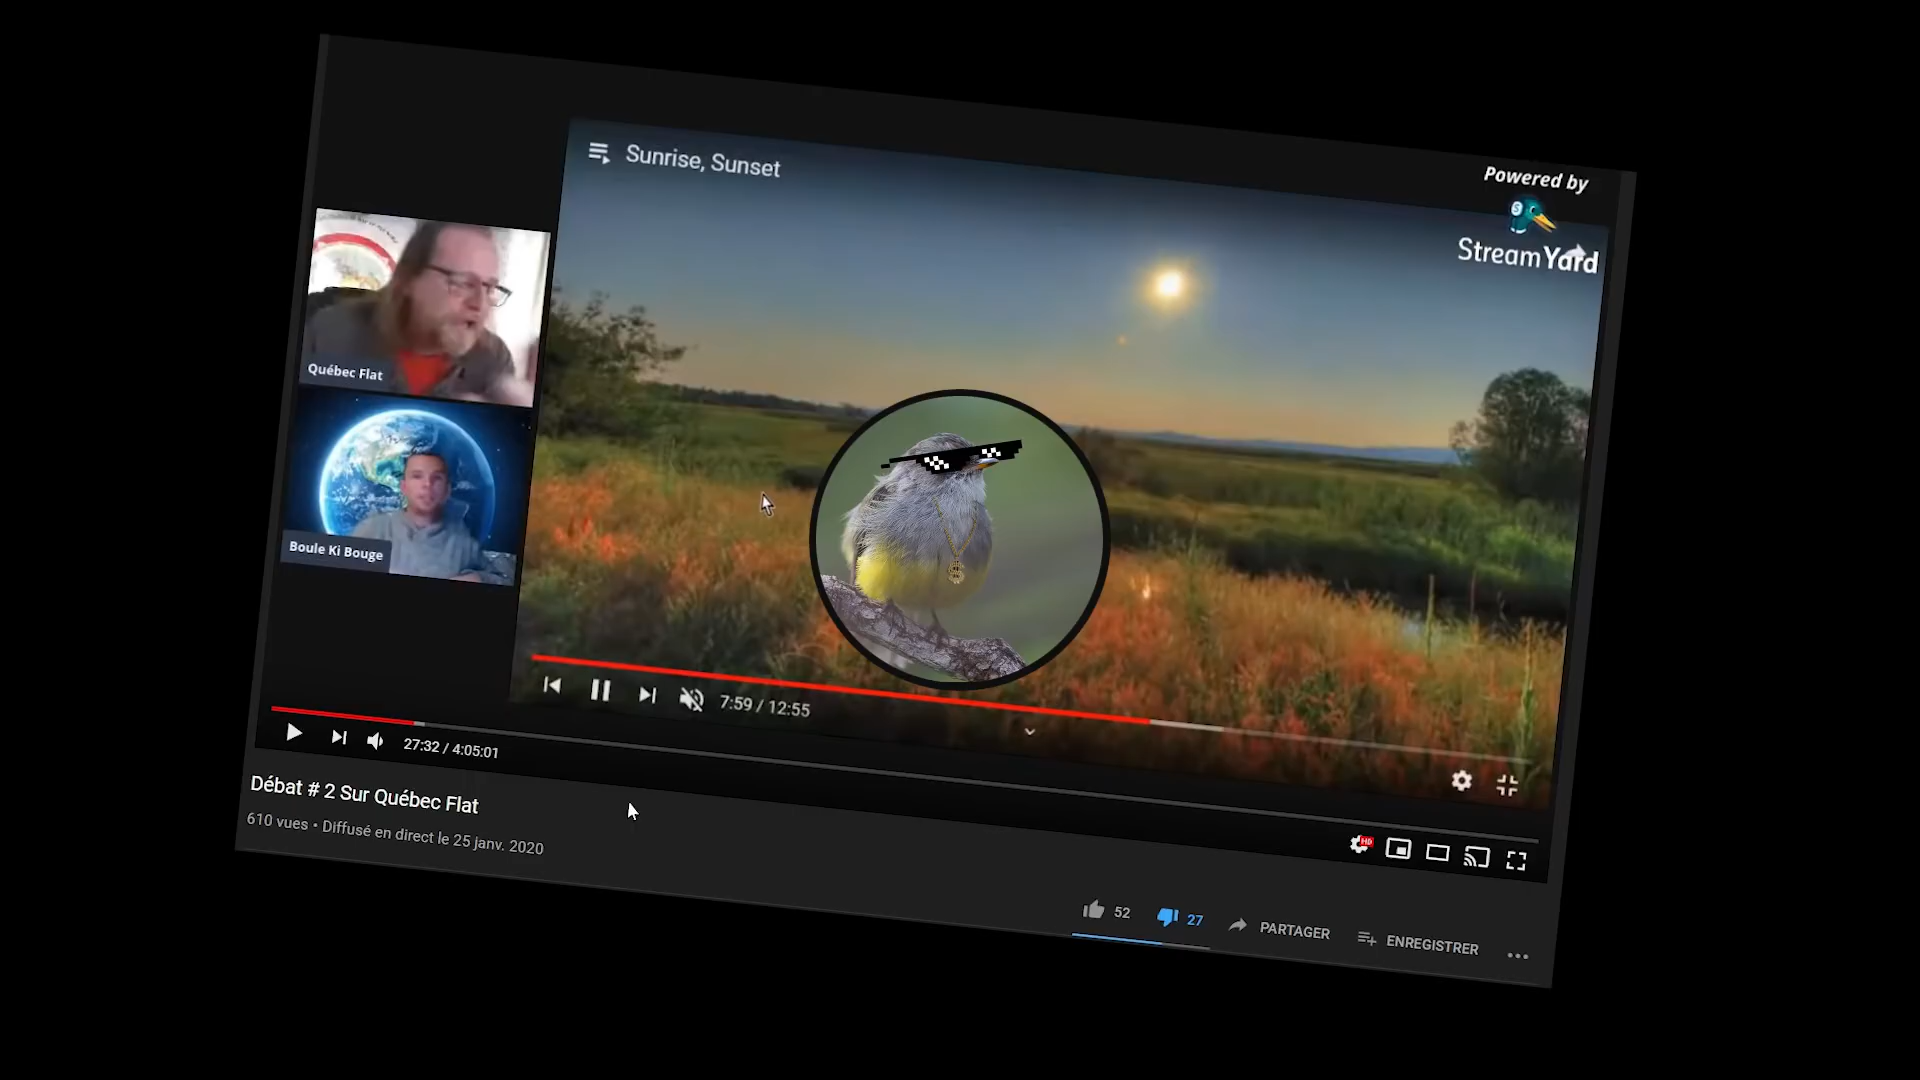 Sunrise, Sunset
Powered by
StreamYard
Québec Flat
Boule Ki Bouge
7:59 / 12:55
27:32 / 4:05:01
Débat # 2 Sur Québec Flat
610 vues • Diffusé en direct le 25 janv. 2020
HD
52
27
PARTAGER
ENREGISTRER